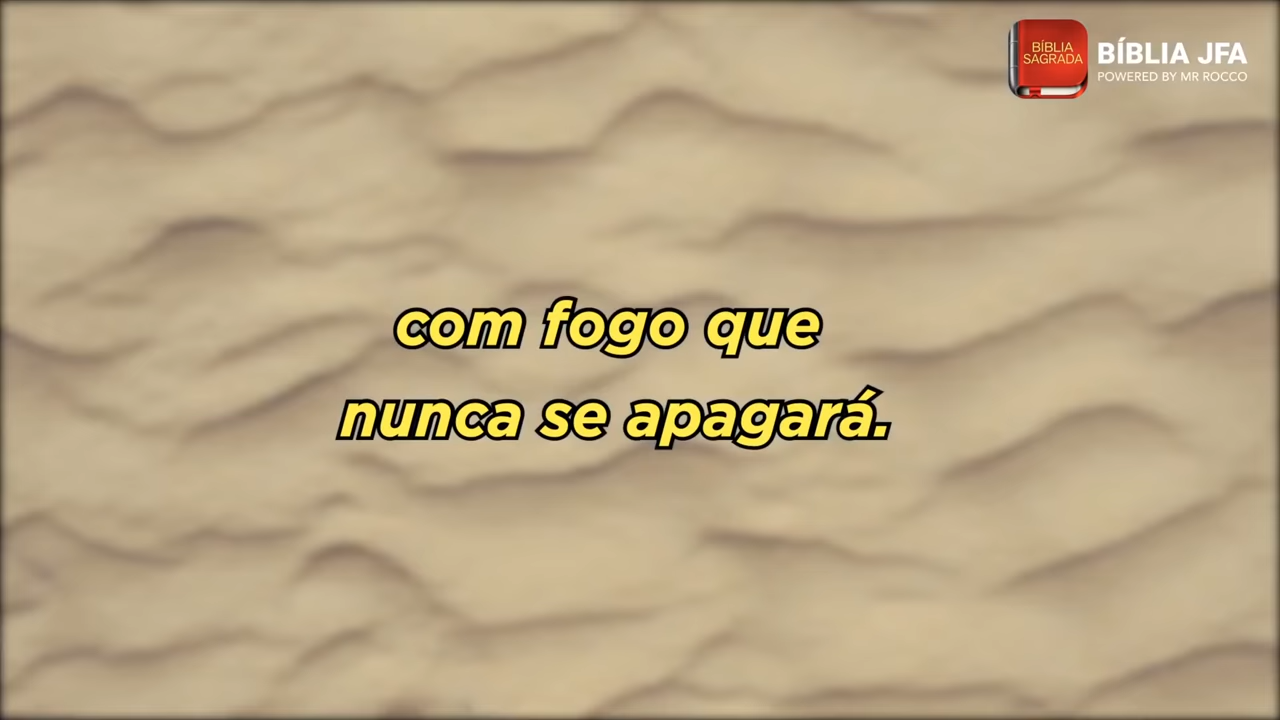 BÍBLIA
SAGRADA
BÍBLIA JFA
POWERED BY MR ROCCO
com fogo que
nunca se apagará.